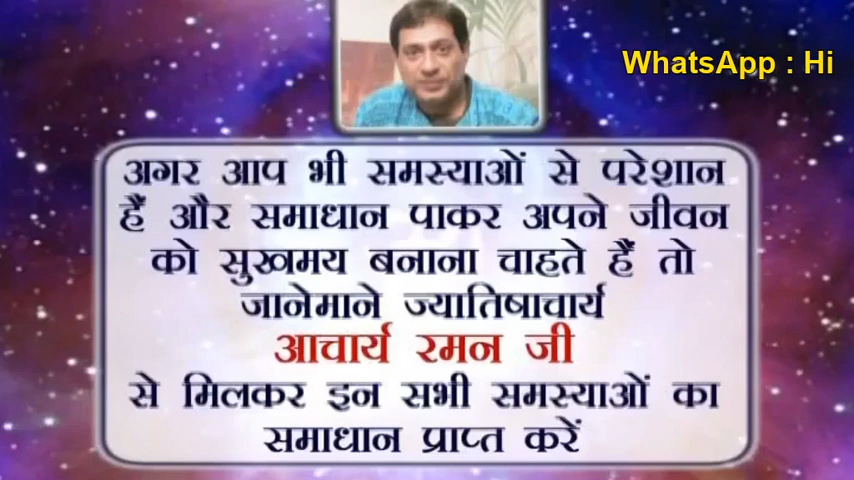 WhatsApp : Hi
अगर आप भी समस्याओं से परेशान
हैं और समाधान पाकर अपने जीवन
को सुखमय बनाना चाहते हैं तो
जानेमाने ज्यातिषाचार्य
आचार्य रमन जी
से मिलकर इन सभी समस्याओं का
समाधान प्राप्त करें